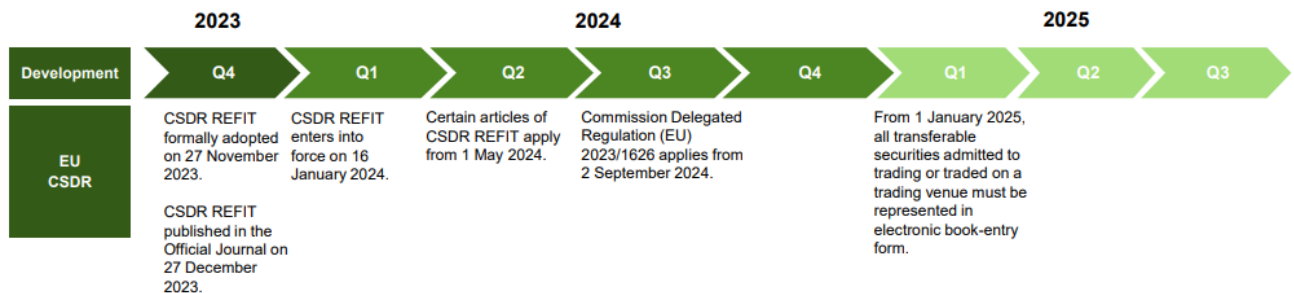 2023
2024
2025
Development
Q4
Q1
Q2
Q3
Q4
Q1
Q2
Q3
EU
CSDR
CSDR REFIT
formally adopted
on 27 November
2023.
CSDR REFIT
published in the
Official Journal on
27 December
2023.
CSDR REFIT
enters into
force on 16
January 2024.
Certain articles of
CSDR REFIT apply
from 1 May 2024.
Commission Delegated
Regulation (EU)
2023/1626 applies from
2 September 2024.
From 1 January 2025,
all transferable
securities admitted to
trading or traded on a
trading venue must be
represented in
electronic book-entry
form.